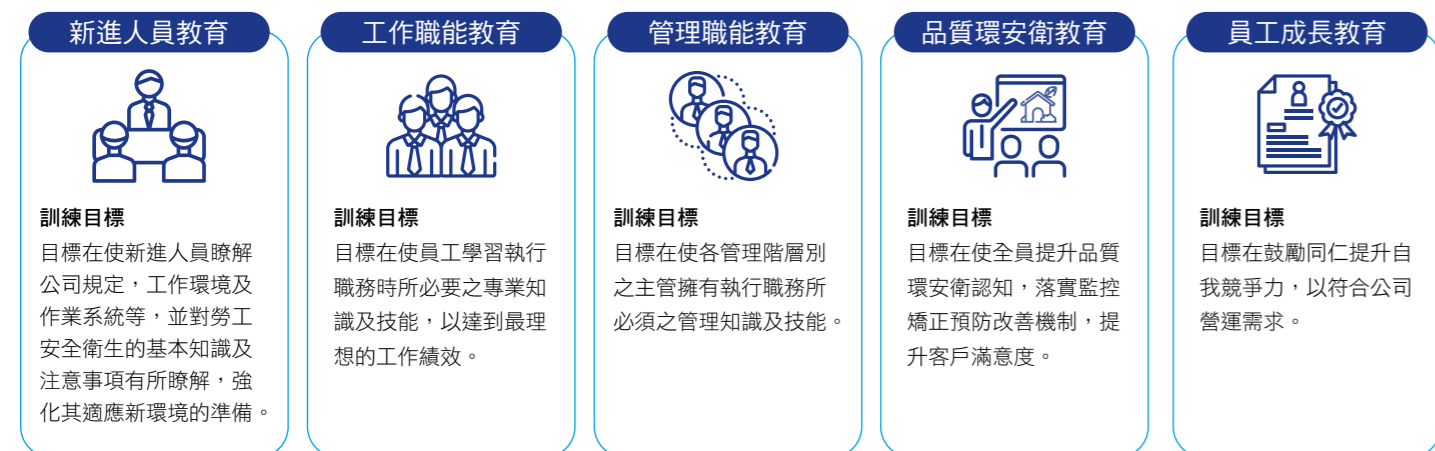 新進人員教育
訓練目標
目標在使新進人員瞭解
公司規定，工作環境及
作業系統等，並對勞工
安全衛生的基本知識及
注意事項有所瞭解，強
化其適應新環境的準備。
工作職能教育
訓練目標
目標在使員工學習執行
職務時所必要之專業知
識及技能，以達到最理
想的工作績效。
管理職能教育
訓練目標
目標在使各管理階層別
之主管擁有執行職務所
必須之管理知識及技能。
品質環安衛教育
訓練目標
目標在使全員提升品質
環安衛認知，落實監控
矯正預防改善機制，提
升客戶滿意度。
員工成長教育
訓練目標
目標在鼓勵同仁提升自
我競爭力，以符合公司
營運需求。